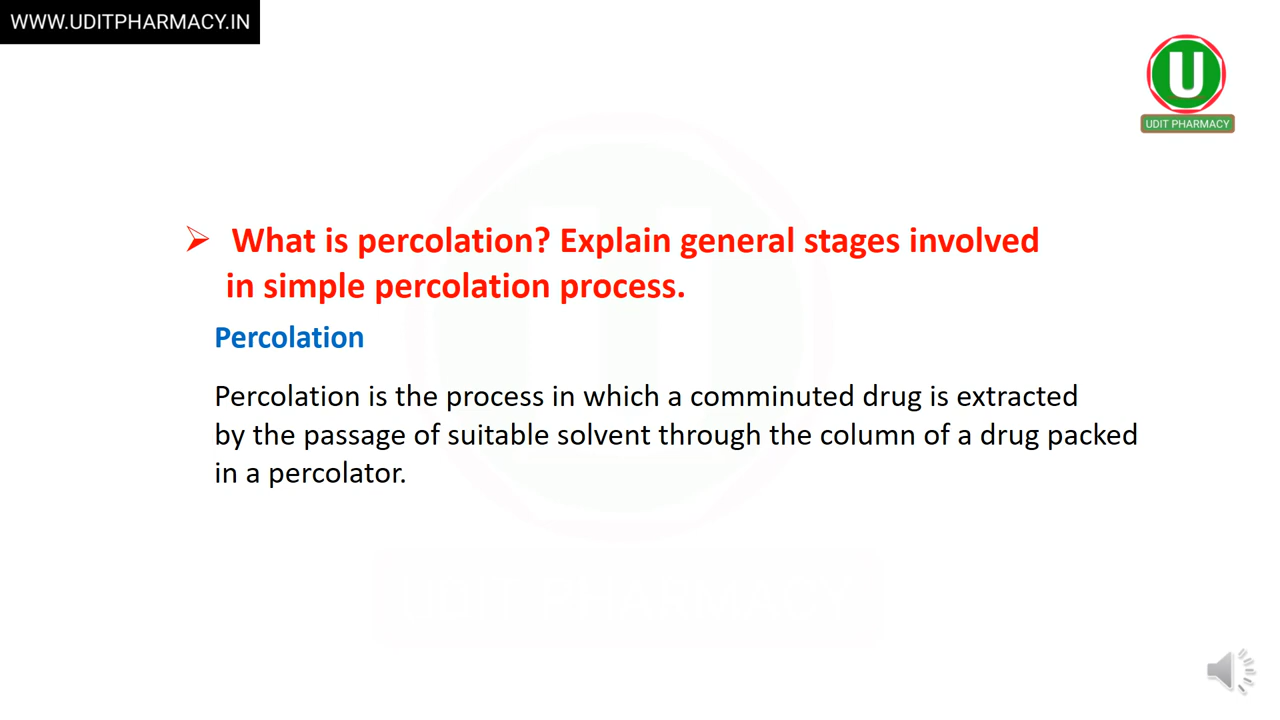 WWW.UDITPHARMACY.IN
U
UDIT PHARMACY
➢ What is percolation? Explain general stages involved
in simple percolation process.
Percolation
Percolation is the process in which a comminuted drug is extracted
by the passage of suitable solvent through the column of a drug packed
in a percolator.
UDIT PHARMACY